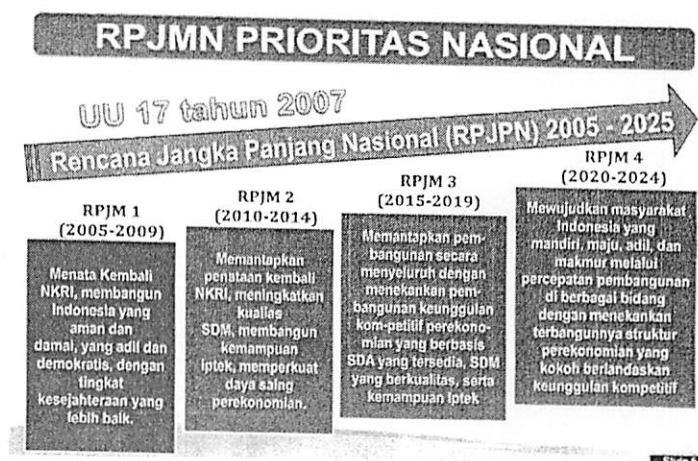 RPJMN PRIORITAS NASIONAL
UU 17 tahun 2007
Rencana Jangka Panjang Nasional (RPJPN) 2005 - 2025
RPJM 1
(2005-2009)
Menata Kembali
NKRI, membangun
Indonesia yang
aman dan
damai, yang adil dan
demokratis, dengan
tingkat
kesejahteraan yang
lebih baik.
RPJM 2
(2010-2014)
Memantapkan
penataan kembali
NKRI, meningkatkan
kualias
SDM, membangun
kemampuan
iptek, memperkuat
daya saing
perekonomian.
RPJM 3
(2015-2019)
Memantapkan pem-
bangunan secara
menyeluruh dengan
menekankan pem-
bangunan keunggulan
kom-petitif perekono-
mian yang berbasis
SDA yang tersedia, SDM
yang berkualitas, serta
kemampuan Iptek
RPJM 4
(2020-2024)
Mewujudkan masyarakat
Indonesia yang
mandiri, maju, adil, dan
makmur melalui
percepatan pembangunan
di berbagai bidang
dengan menekankan
terbangunnya struktur
perekonomian yang
kokoh berlandaskan
keunggulan kompetitif
Slide